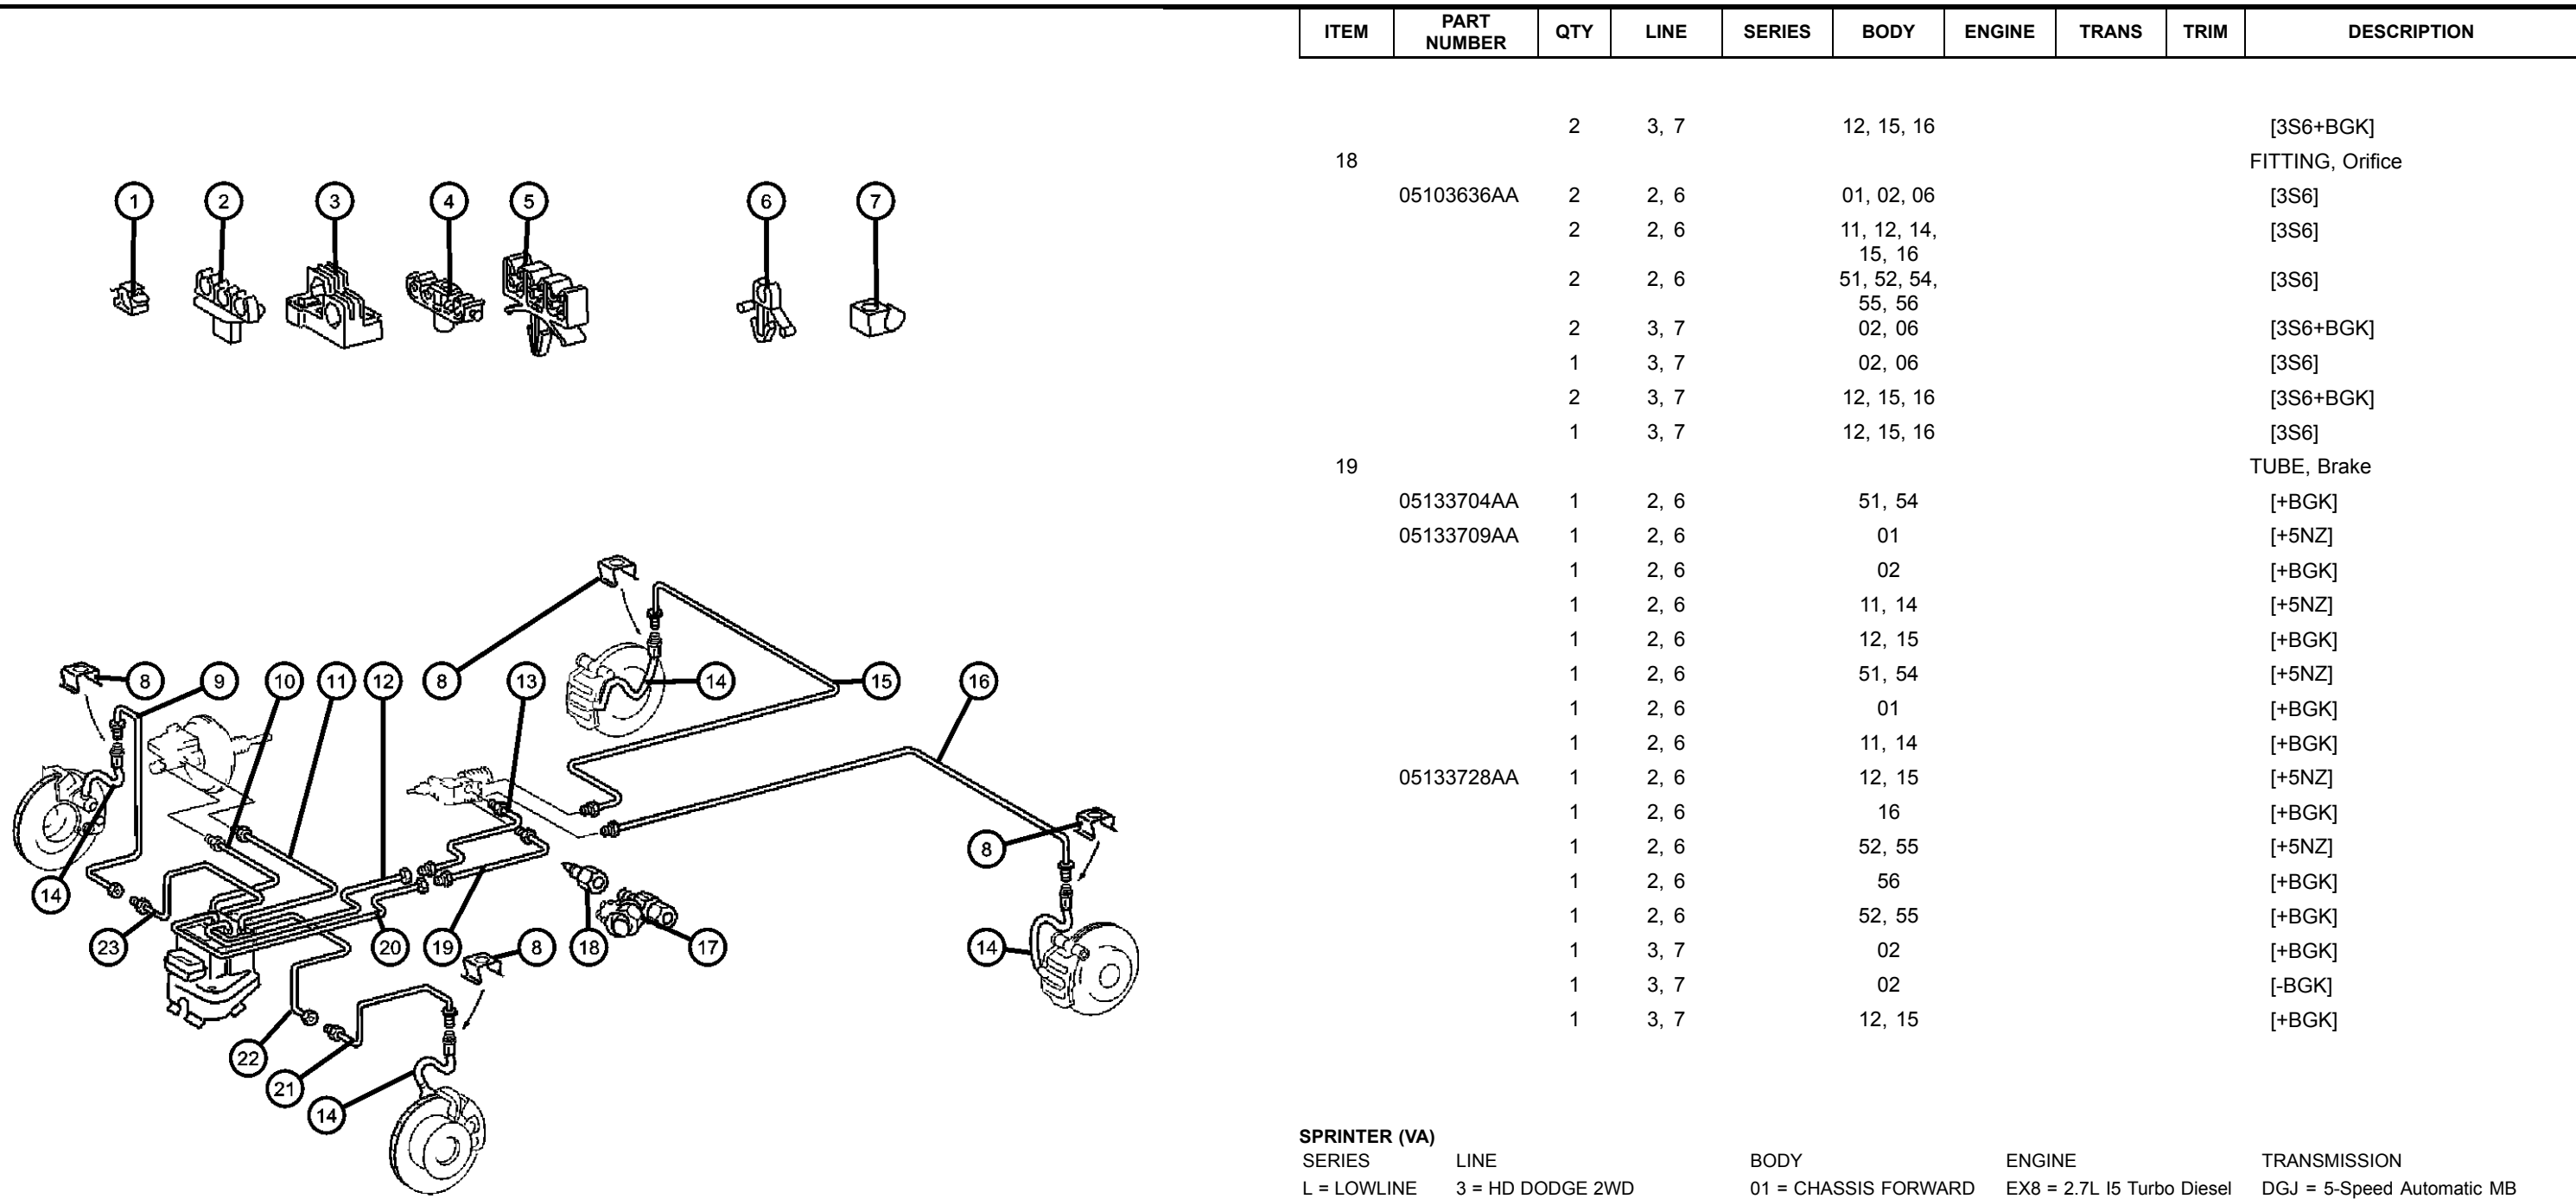 ITEM PART NUMBER QTY LINE SERIES BODY ENGINE TRANS TRIM DESCRIPTION
2 3, 7 12, 15, 16 [3S6+BGK]
18 FITTING, Orifice
05103636AA 2 2, 6 01, 02, 06 [3S6]
2 2, 6 11, 12, 14, [3S6]
15, 16
2 2, 6 51, 52, 54, [3S6]
55, 56
2 3, 7 02, 06 [3S6+BGK]
1 3, 7 02, 06 [3S6]
2 3, 7 12, 15, 16 [3S6+BGK]
1 3, 7 12, 15, 16 [3S6]
19 TUBE, Brake
05133704AA 1 2, 6 51, 54 [+BGK]
05133709AA 1 2, 6 01 [+5NZ]
1 2, 6 02 [+BGK]
1 2, 6 11, 14 [+5NZ]
1 2, 6 12, 15 [+BGK]
1 2, 6 51, 54 [+5NZ]
1 2, 6 01 [+BGK]
1 2, 6 11, 14 [+BGK]
05133728AA 1 2, 6 12, 15 [+5NZ]
1 2, 6 16 [+BGK]
1 2, 6 52, 55 [+5NZ]
1 2, 6 56 [+BGK]
1 2, 6 52, 55 [+BGK]
1 3, 7 02 [+BGK]
1 3, 7 02 [-BGK]
1 3, 7 12, 15 [+BGK]
1 2 3 4 5 6 7
8 9 10 11 12 8 13 14 15 16
8
14
23 20 19 8 18 17 14
22
21
14
SPRINTER (VA)
SERIES LINE BODY ENGINE TRANSMISSION
L = LOWLINE 3 = HD DODGE 2WD 01 = CHASSIS FORWARD EX8 = 2.7L I5 Turbo Diesel DGJ = 5-Speed Automatic MB